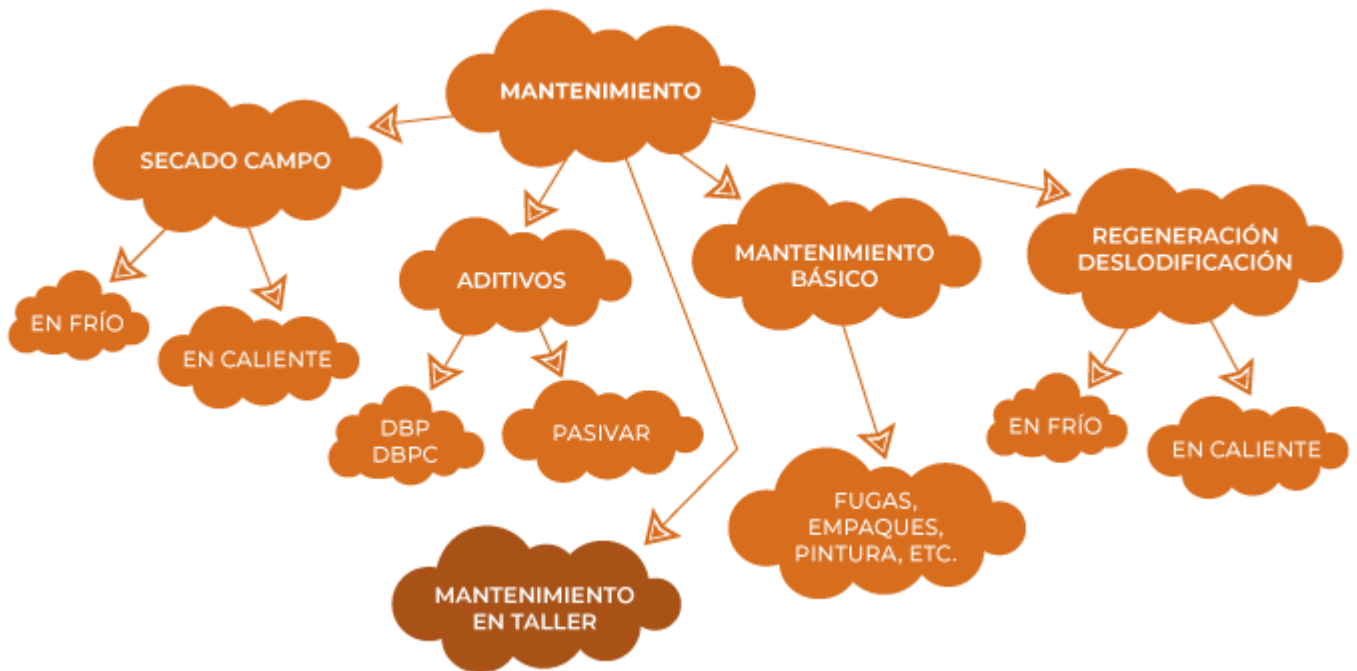 MANTENIMIENTO
SECADO CAMPO
EN FRÍO
EN CALIENTE
ADITIVOS
DBP
DBPC
PASIVAR
MANTENIMIENTO
EN TALLER
MANTENIMIENTO
BÁSICO
FUGAS,
EMPAQUES,
PINTURA, ETC.
REGENERACIÓN
DESLODIFICACIÓN
EN FRÍO
EN CALIENTE